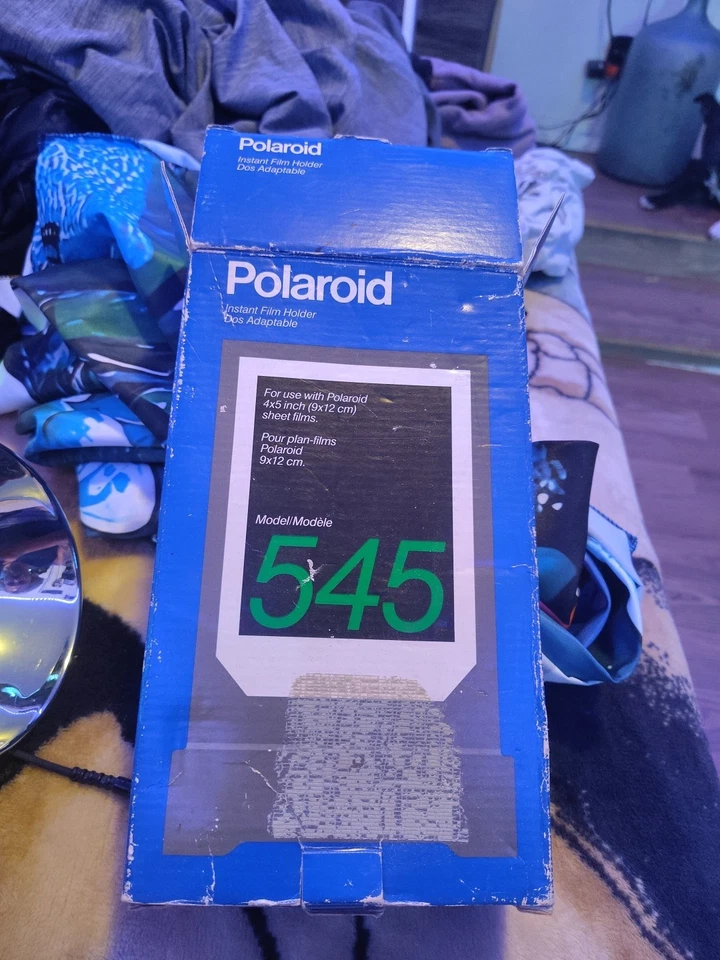 Polaroid
Instant Film Holder
Dos Adaptable
Polaroid
Instant Film Holder
Dos Adaptable
For use with Polaroid
4x5 inch (9x12 cm)
sheet films.
Pour plan-films
Polaroid
9x12 cm.
Model/Modèle
545